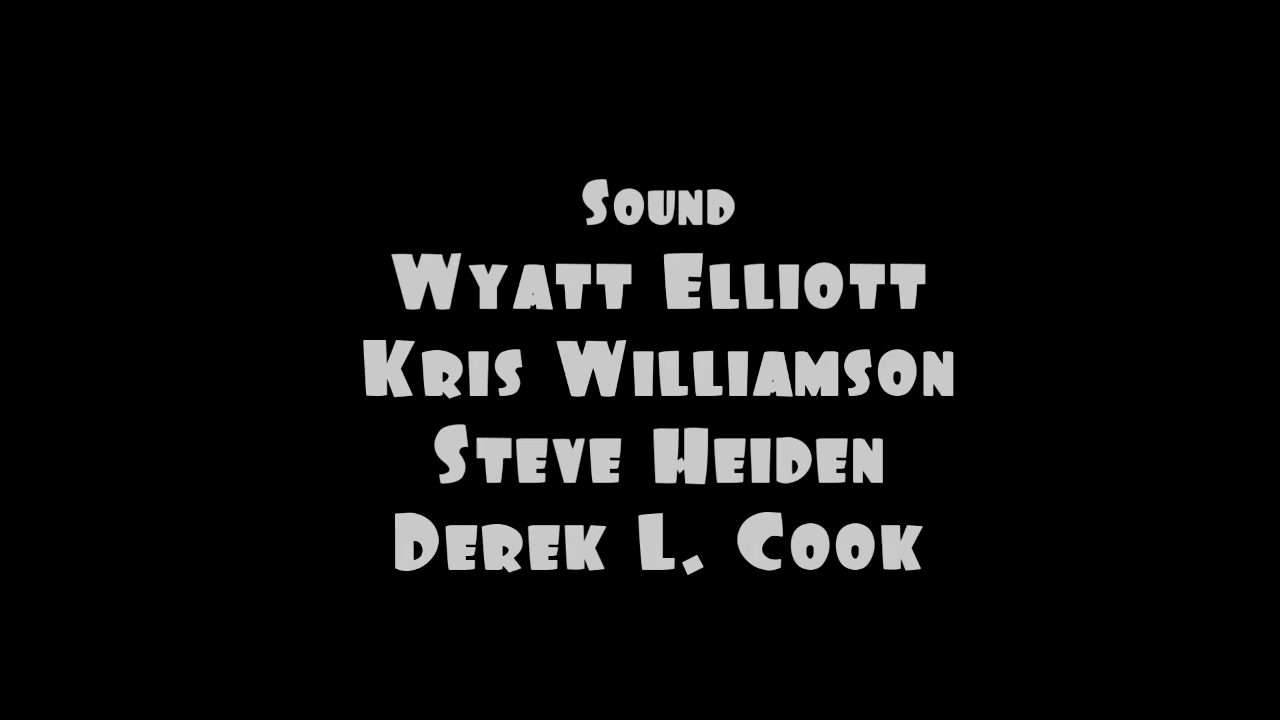 Sound
Wyatt Elliott
Kris Williamson
Steve Heiden
Derek L. Cook